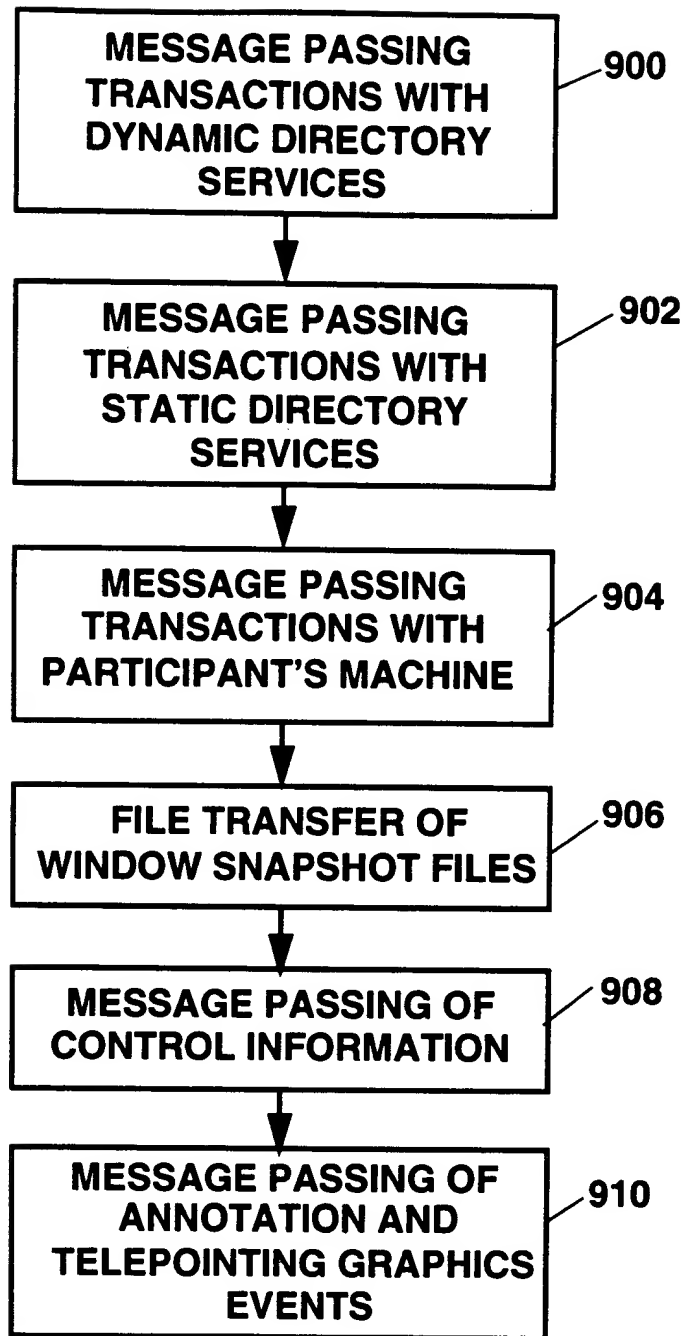 MESSAGE PASSING
TRANSACTIONS WITH
DYNAMIC DIRECTORY
SERVICES
900
MESSAGE PASSING
TRANSACTIONS WITH
STATIC DIRECTORY
SERVICES
902
MESSAGE PASSING
TRANSACTIONS WITH
PARTICIPANT'S MACHINE
904
FILE TRANSFER OF
WINDOW SNAPSHOT FILES
906
MESSAGE PASSING OF
CONTROL INFORMATION
908
MESSAGE PASSING OF
ANNOTATION AND
TELEPOINTING GRAPHICS
EVENTS
910